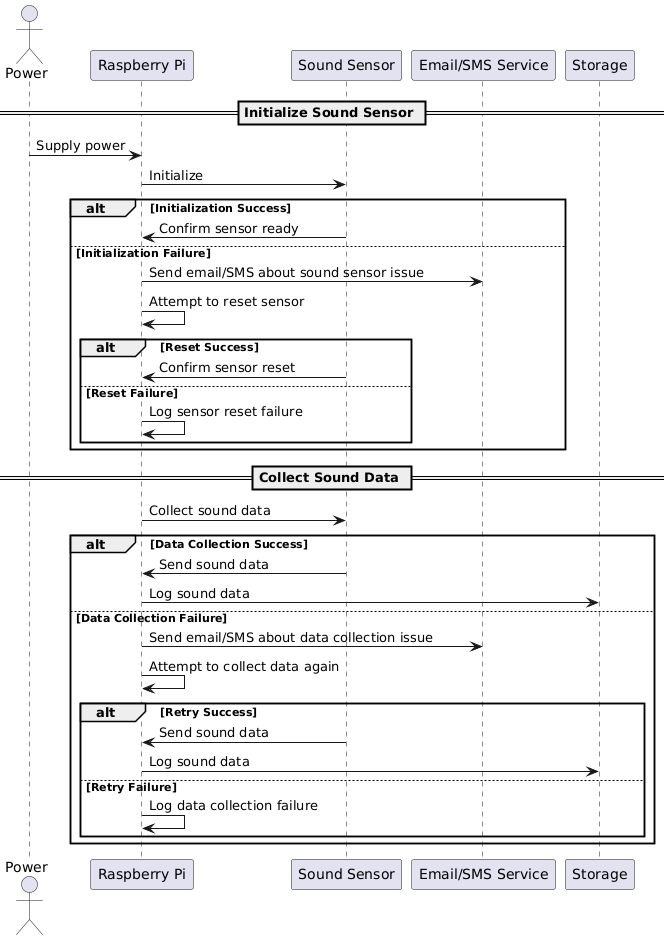 Power
Raspberry Pi
Sound Sensor
Email/SMS Service
Storage
Initialize Sound Sensor
Supply power
Initialize
alt
[Initialization Success]
Confirm sensor ready
[Initialization Failure]
Send email/SMS about sound sensor issue
Attempt to reset sensor
alt
[Reset Success]
Confirm sensor reset
[Reset Failure]
Log sensor reset failure
Collect Sound Data
Collect sound data
alt
[Data Collection Success]
Send sound data
Log sound data
[Data Collection Failure]
Send email/SMS about data collection issue
Attempt to collect data again
alt
[Retry Success]
Send sound data
Log sound data
[Retry Failure]
Log data collection failure
Power
Raspberry Pi
Sound Sensor
Email/SMS Service
Storage